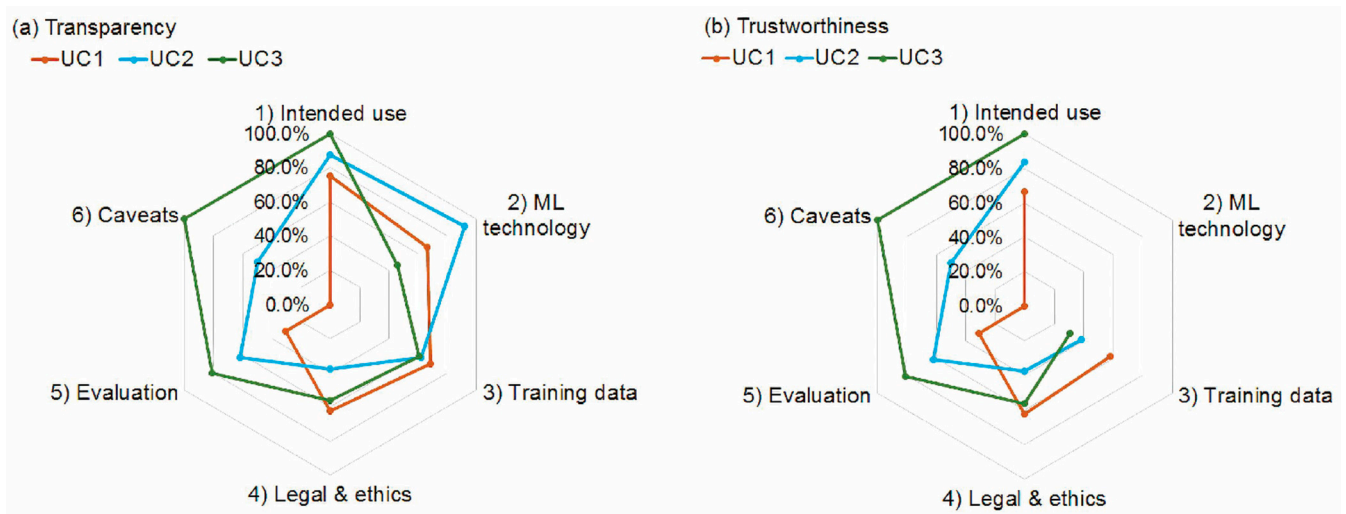 (a) Transparency
UC1 UC2 UC3
1) Intended use
100.0%
80.0%
60.0%
40.0%
20.0%
0.0%
2) ML
technology
3) Training data
4) Legal & ethics
5) Evaluation
6) Caveats
(b) Trustworthiness
UC1 UC2 UC3
1) Intended use
100.0%
80.0%
60.0%
40.0%
20.0%
0.0%
2) ML
technology
3) Training data
4) Legal & ethics
5) Evaluation
6) Caveats